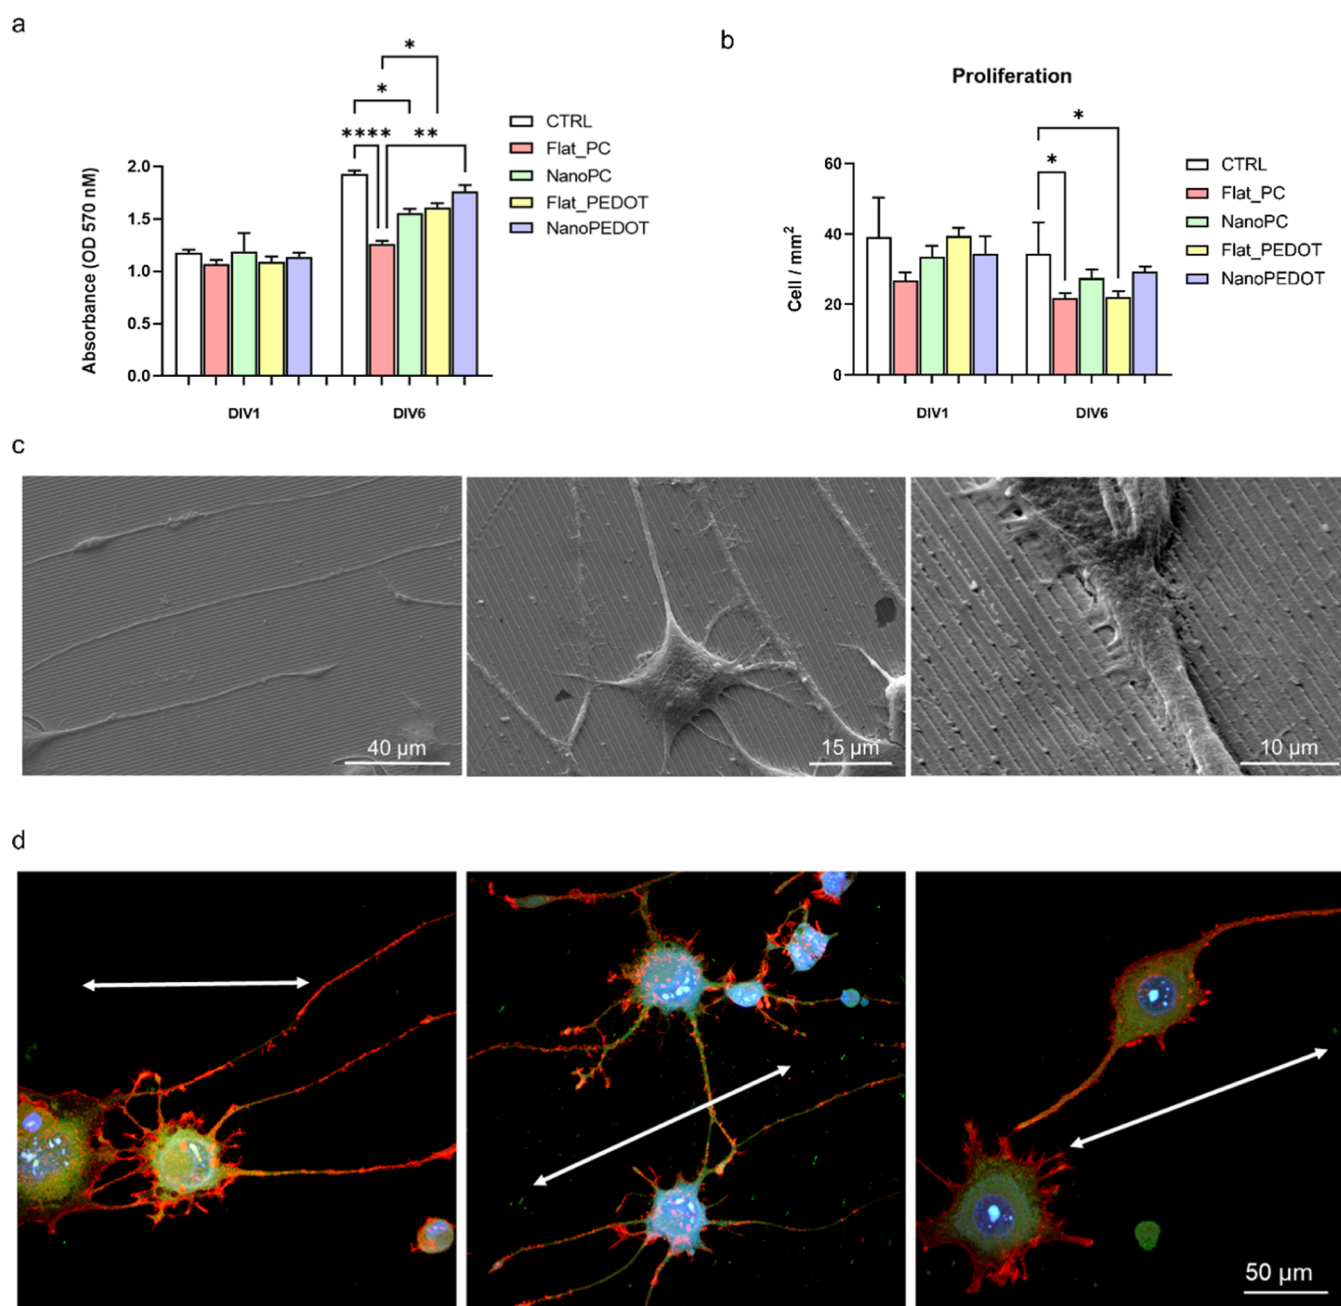 a
*
*
**** **
2.0
1.5
1.0
0.5
0.0
Absorbance (OD 570 nM)
DIV1 DIV6
CTRL
Flat_PC
NanoPC
Flat_PEDOT
NanoPEDOT
b
Proliferation
*
*
60
40
20
0
Cell / mm²
DIV1 DIV6
CTRL
Flat_PC
NanoPC
Flat_PEDOT
NanoPEDOT
c
40 µm
15 µm
10 µm
d
50 µm